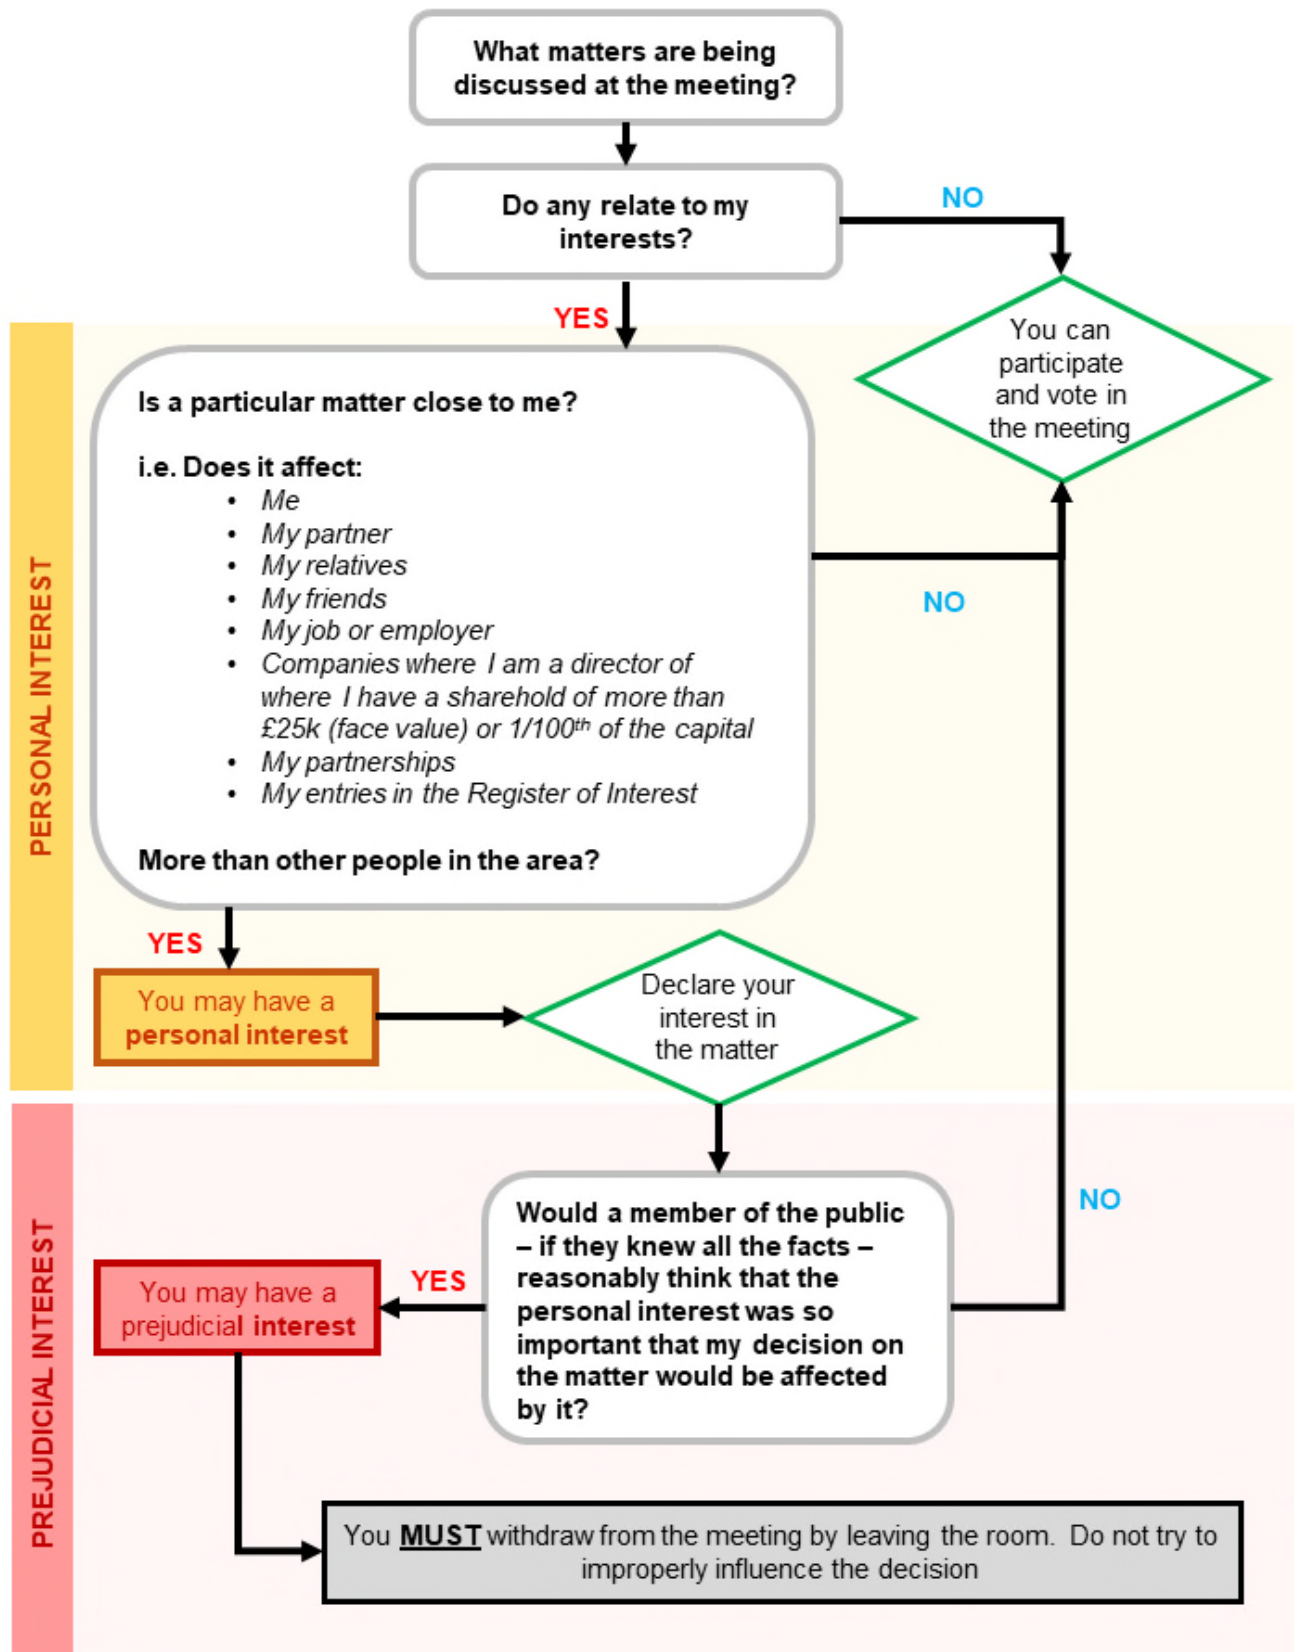 What matters are being
discussed at the meeting?
Do any relate to my
interests?
NO
YES
You can
participate
and vote in
the meeting
PERSONAL INTEREST
Is a particular matter close to me?
i.e. Does it affect:
• Me
• My partner
• My relatives
• My friends
• My job or employer
• Companies where I am a director of
where I have a sharehold of more than
£25k (face value) or 1/100th of the capital
• My partnerships
• My entries in the Register of Interest
More than other people in the area?
NO
YES
You may have a
personal interest
Declare your
interest in
the matter
PREJUDICIAL INTEREST
Would a member of the public
– if they knew all the facts –
reasonably think that the
personal interest was so
important that my decision on
the matter would be affected
by it?
NO
YES
You may have a
prejudicial interest
You MUST withdraw from the meeting by leaving the room. Do not try to
improperly influence the decision